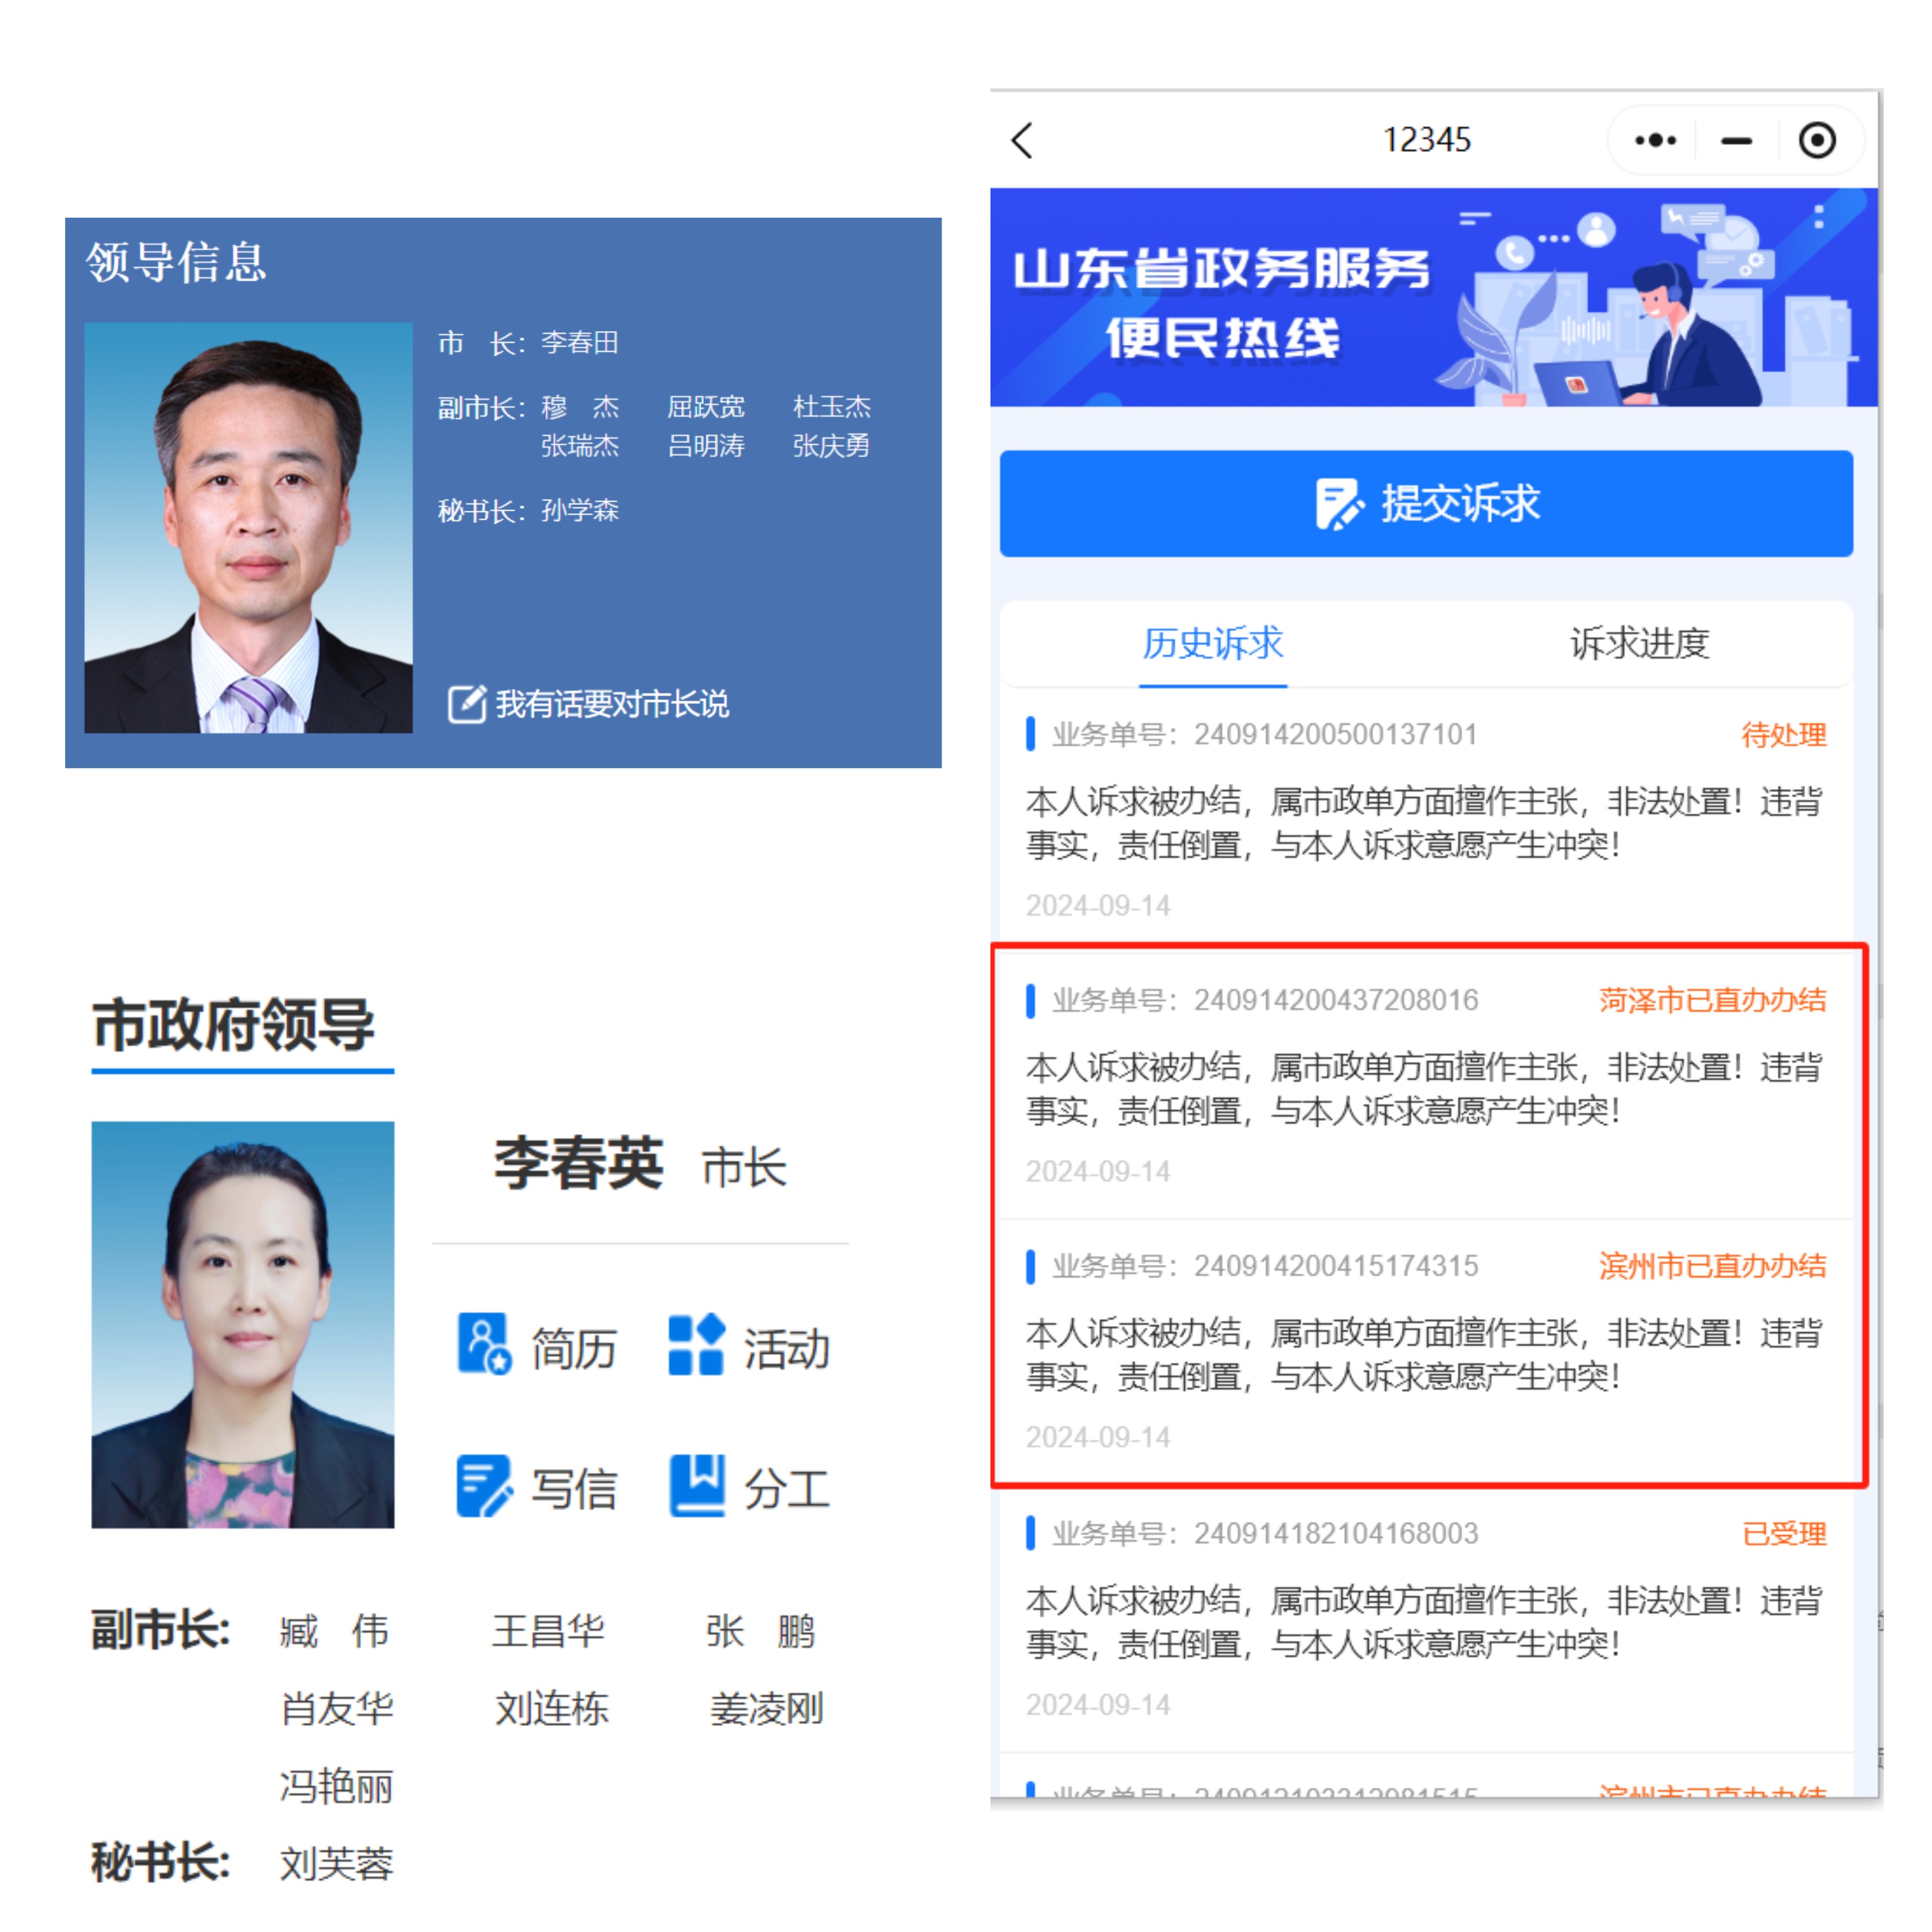 领导信息
市 长：李春田
副市长：穆 杰 屈跃宽 杜玉杰
张瑞杰 吕明涛 张庆勇
秘书长：孙学森
我有话要对市长说
市政府领导
李春英 市长
简历 活动
写信 分工
副市长: 臧 伟 王昌华 张 鹏
肖友华 刘连栋 姜凌刚
冯艳丽
秘书长: 刘芙蓉
12345
山东省政务服务
便民热线
提交诉求
历史诉求 诉求进度
业务单号：240914200500137101 待处理
本人诉求被办结，属市政单方面擅作主张，非法处置！违背
事实，责任倒置，与本人诉求意愿产生冲突！
2024-09-14
业务单号：240914200437208016 菏泽市已直办办结
本人诉求被办结，属市政单方面擅作主张，非法处置！违背
事实，责任倒置，与本人诉求意愿产生冲突！
2024-09-14
业务单号：240914200415174315 滨州市已直办办结
本人诉求被办结，属市政单方面擅作主张，非法处置！违背
事实，责任倒置，与本人诉求意愿产生冲突！
2024-09-14
业务单号：240914182104168003 已受理
本人诉求被办结，属市政单方面擅作主张，非法处置！违背
事实，责任倒置，与本人诉求意愿产生冲突！
2024-09-14
业务单号： 滨州市已直办办结